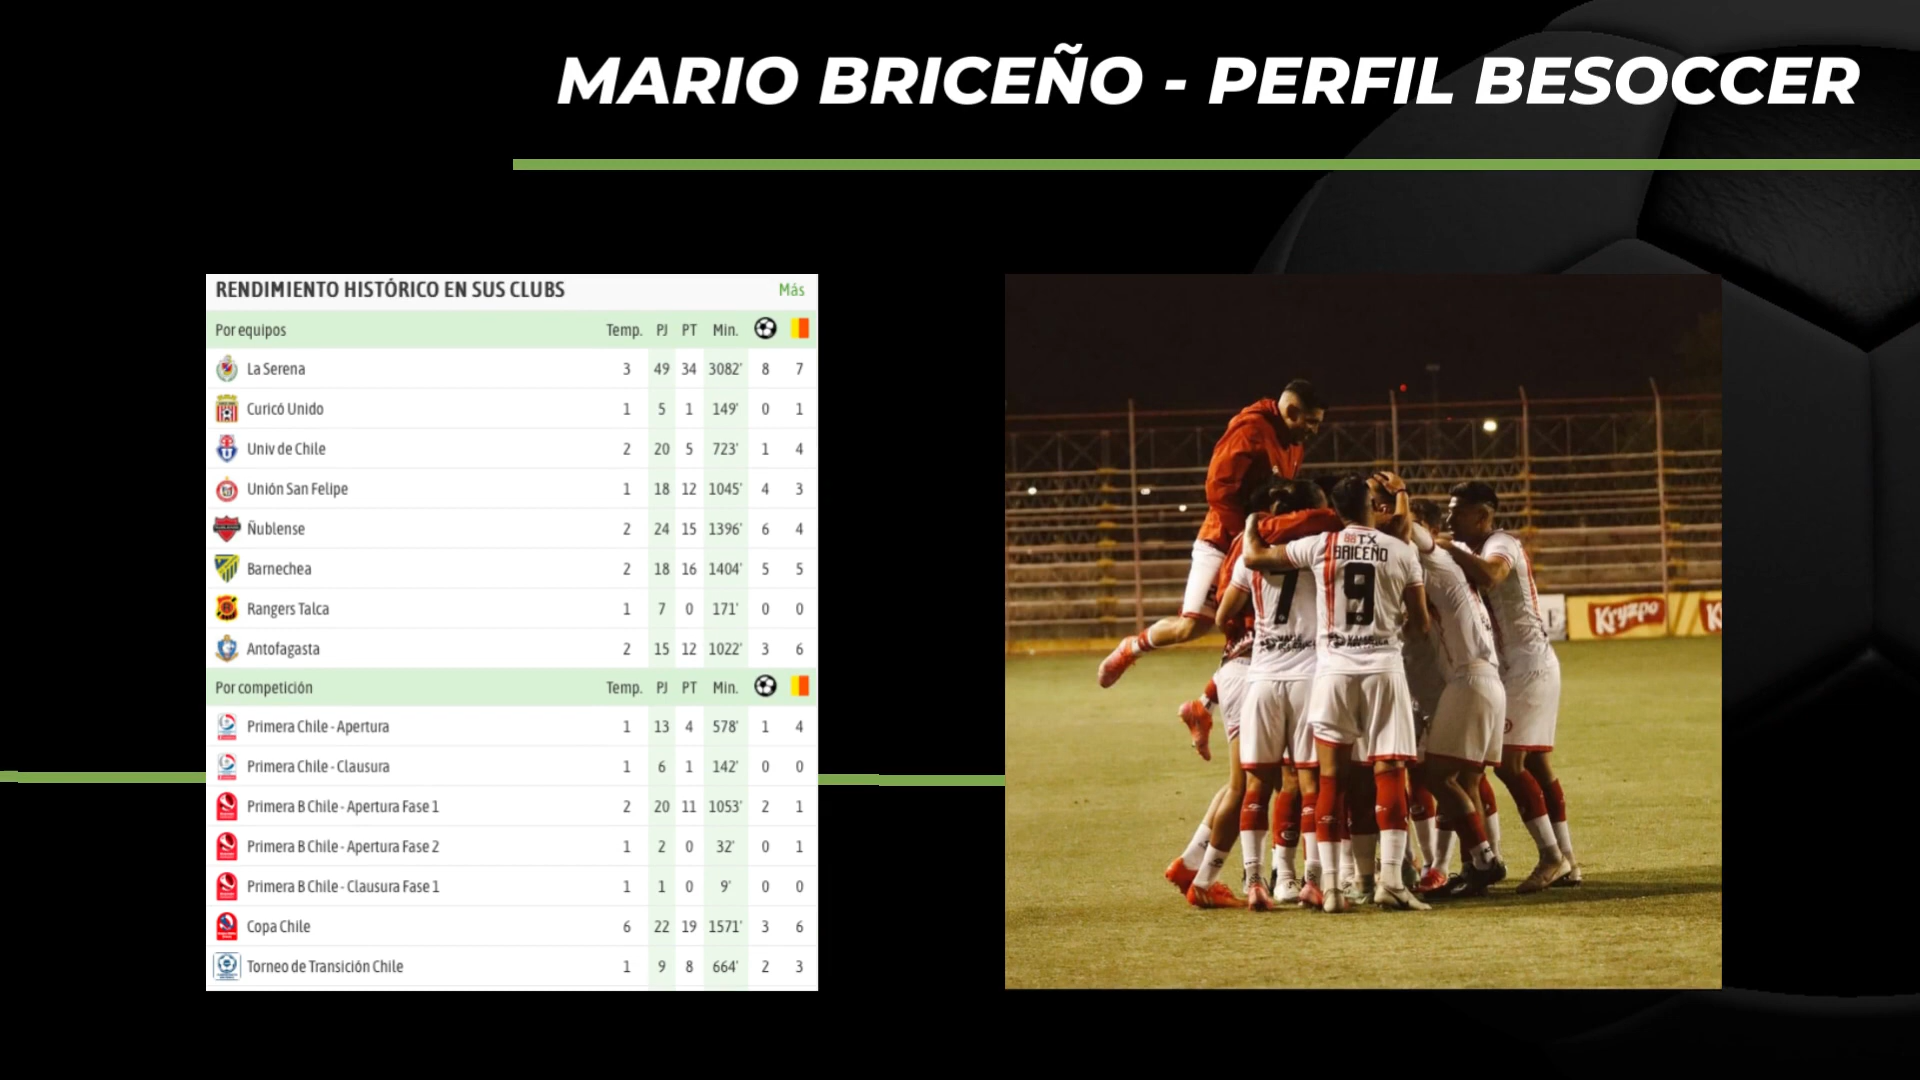 MARIO BRICEÑO - PERFIL BESOCCER
RENDIMIENTO HISTÓRICO EN SUS CLUBS Más
Por equipos Temp. PJ PT Min.
La Serena 3 49 34 3082' 8 7
Curicó Unido 1 5 1 149' 0 1
Univ de Chile 2 20 5 723' 1 4
Unión San Felipe 1 18 12 1045' 4 3
Ñublense 2 24 15 1396' 6 4
Barnechea 2 18 16 1404' 5 5
Rangers Talca 1 7 0 171' 0 0
Antofagasta 2 15 12 1022' 3 6
Por competición Temp. PJ PT Min.
Primera Chile - Apertura 1 13 4 578' 1 4
Primera Chile - Clausura 1 6 1 142' 0 0
Primera B Chile - Apertura Fase 1 2 20 11 1053' 2 1
Primera B Chile - Apertura Fase 2 1 2 0 32' 0 1
Primera B Chile - Clausura Fase 1 1 1 0 9' 0 0
Copa Chile 6 22 19 1571' 3 6
Torneo de Transición Chile 1 9 8 664' 2 3
TX
BRICEÑO
7 9
Kryzpo